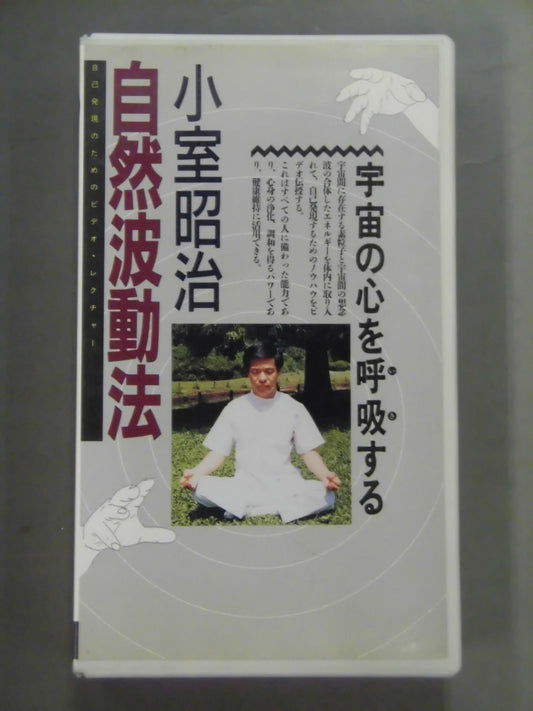 宇宙の心を呼吸する
いき
宇宙間に存在する素粒子と宇宙間の想念
波の合体したエネルギーを体内に取り入
れて、自己発現するためのノウハウをビ
デオ伝授する。
これはすべての人に備わった能力であ
り、心身の浄化、調和を得るパワーであ
り、健康維持に活用できる。
小室昭治
自然波動法
自己発現のためのビデオ・レクチャー